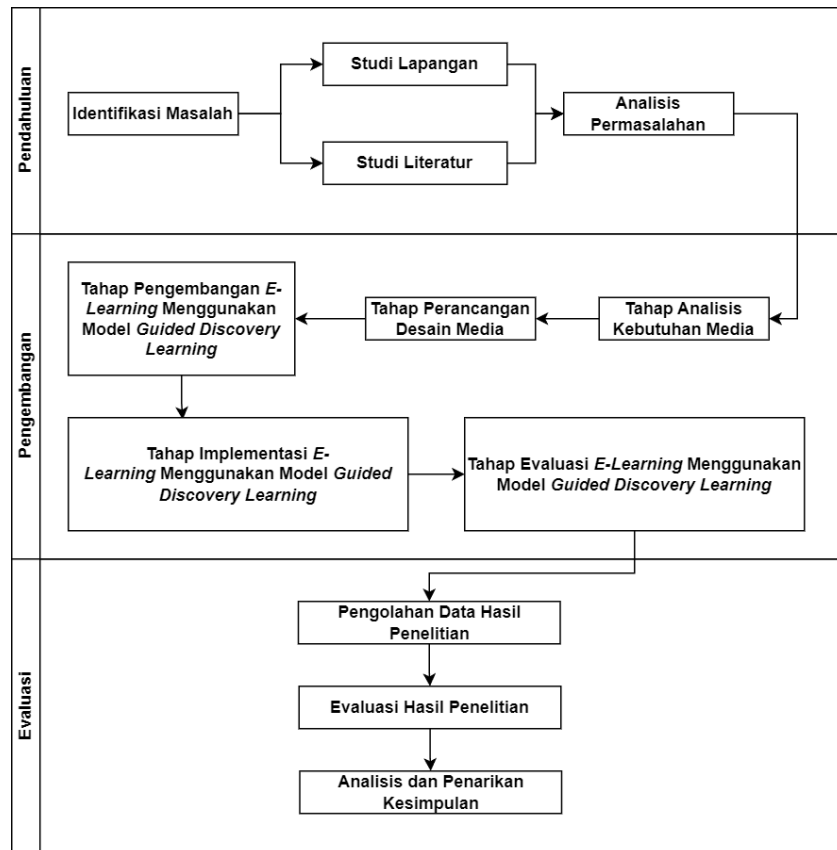 Pendahuluan
Studi Lapangan
Identifikasi Masalah
Analisis
Permasalahan
Studi Literatur
Pengembangan
Tahap Pengembangan E-
Learning Menggunakan
Model Guided Discovery
Learning
Tahap Perancangan
Desain Media
Tahap Analisis
Kebutuhan Media
Tahap Implementasi E-
Learning Menggunakan Model Guided
Discovery Learning
Tahap Evaluasi E-Learning Menggunakan
Model Guided Discovery Learning
Evaluasi
Pengolahan Data Hasil
Penelitian
Evaluasi Hasil Penelitian
Analisis dan Penarikan
Kesimpulan